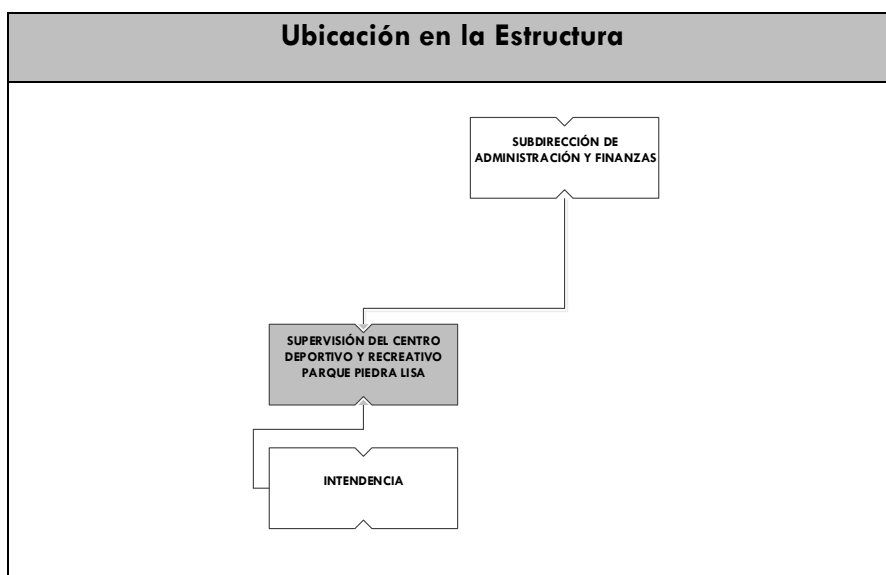 Ubicación en la Estructura
SUBDIRECCIÓN DE
ADMINISTRACIÓN Y FINANZAS
SUPERVISIÓN DEL CENTRO
DEPORTIVO Y RECREATIVO
PARQUE PIEDRA LISA
INTENDENCIA